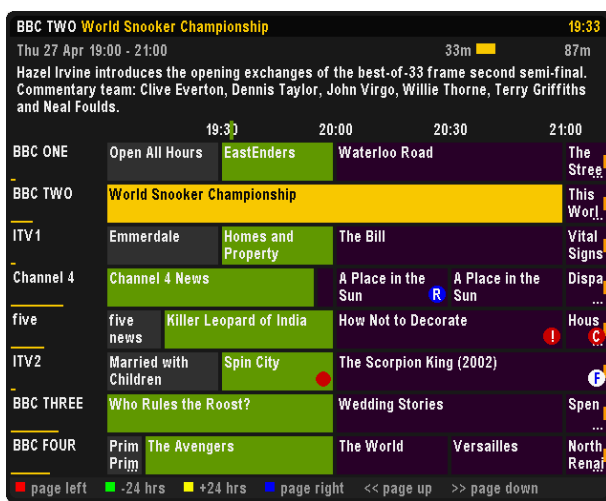 BBC TWO World Snooker Championship 19:33
Thu 27 Apr 19:00 - 21:00 33m 87m
Hazel Irvine introduces the opening exchanges of the best-of-33 frame second semi-final.
Commentary team: Clive Everton, Dennis Taylor, John Virgo, Willie Thorne, Terry Griffiths
and Neal Foulds.
19:30 20:00 20:30 21:00
BBC ONE Open All Hours EastEnders Waterloo Road The
Stree...
BBC TWO World Snooker Championship This
Worl...
ITV1 Emmerdale Homes and The Bill Vital
Property Signs
Channel 4 Channel 4 News A Place in the A Place in the Dispa
Sun R Sun ...
five five Killer Leopard of India How Not to Decorate Hous
news ! C
ITV2 Married with Spin City The Scorpion King (2002)
Children F
BBC THREE Who Rules the Roost? Wedding Stories Spen
...
BBC FOUR Prim The Avengers The World Versailles North
Prim Renai
page left -24 hrs +24 hrs page right << page up >> page down